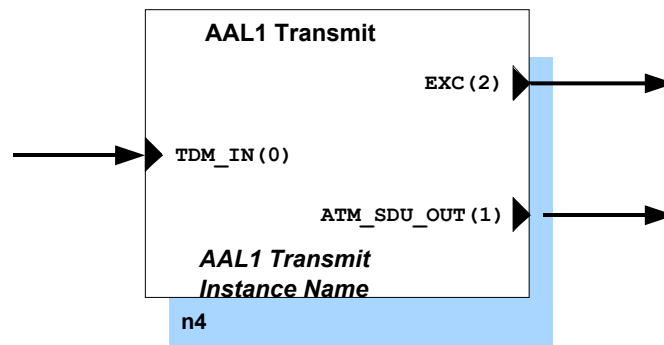 AAL1 Transmit
EXC(2)
TDM_IN(0)
ATM_SDU_OUT(1)
AAL1 Transmit
Instance Name
n4